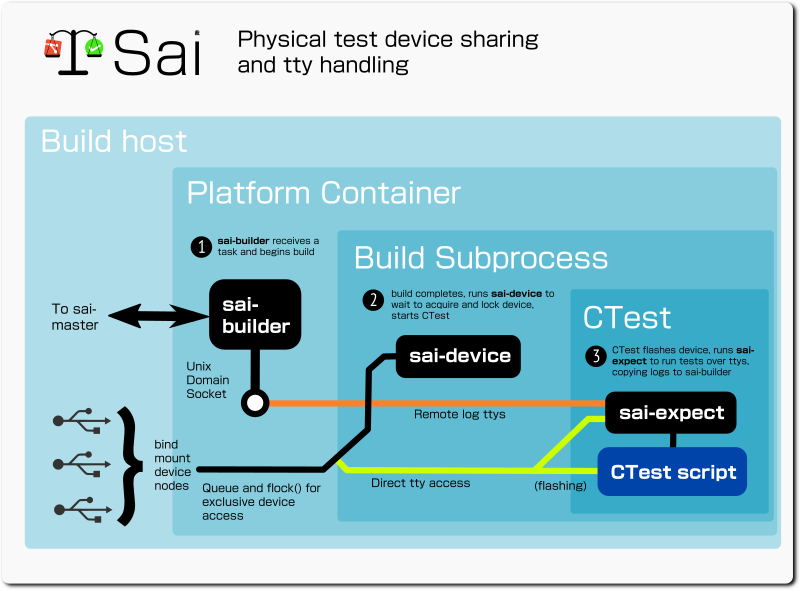 Sai
Physical test device sharing
and tty handling
Build host
Platform Container
1 sai-builder receives a
task and begins build
Build Subprocess
2 build completes, runs sai-device to
wait to acquire and lock device,
starts CTest
CTest
3 CTest flashes device, runs sai-
expect to run tests over ttys,
copying logs to sai-builder
To sai-
master
sai-
builder
sai-device
Unix
Domain
Socket
Remote log ttys
sai-expect
bind
mount
device
nodes
Queue and flock() for
exclusive device
access
Direct tty access
(flashing)
CTest script